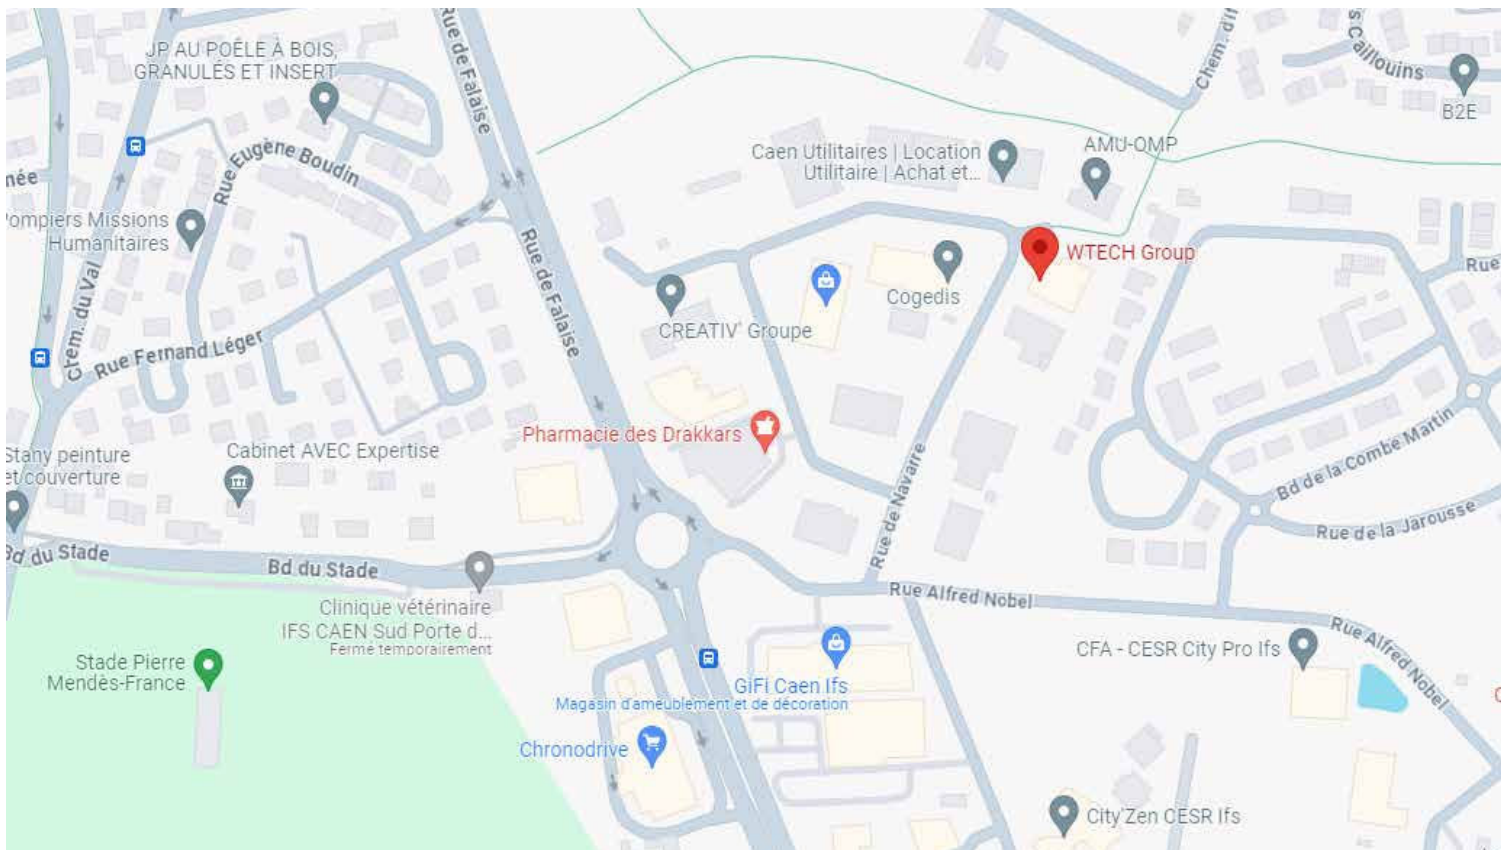 JP AU POÊLE À BOIS,
GRANULÉS ET INSERT
Rue de Falaise
Chem. d'If
Caillouins
B2E
Rue Eugène Boudin
née
Pompiers Missions
Humanitaires
Caen Utilitaires | Location
Utilitaire | Achat et...
AMU-OMP
WTECH Group
Rue
Cogedis
CREATIV' Groupe
Rue de Falaise
Chem. du Val
Rue Fernand Léger
Pharmacie des Drakkars
Cabinet AVEC Expertise
Stany peinture
et couverture
Rue de Navarre
Bd de la Combe Martin
Rue de la Jarousse
Bd du Stade
Bd du Stade
Clinique vétérinaire
IFS CAEN Sud Porte d...
Fermé temporairement
Rue Alfred Nobel
Rue Alfred Nobel
CFA - CESR City Pro Ifs
Stade Pierre
Mendès-France
GiFi Caen Ifs
Magasin d'ameublement et de décoration
Chronodrive
City'Zen CESR Ifs